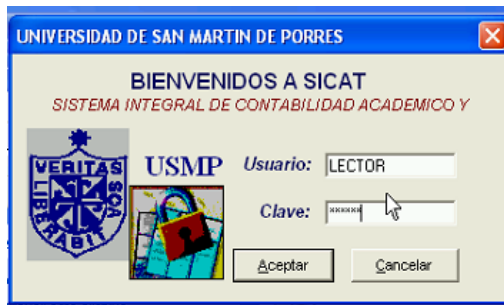 UNIVERSIDAD DE SAN MARTIN DE PORRES
BIENVENIDOS A SICAT
SISTEMA INTEGRAL DE CONTABILIDAD ACADEMICO Y
VERITAS
LIBERABIT
USMP
Usuario: LECTOR
Clave: ******
Aceptar
Cancelar